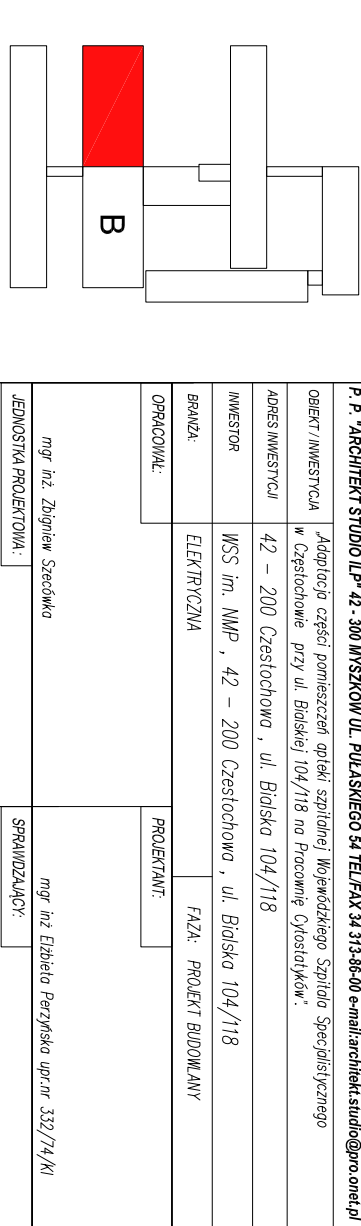 B
P. P. "ARCHITEKT STUDIO ILP" 42 - 300 MYSZKÓW UL. PUŁASKIEGO 54 TEL/FAX 34 313-86-00 e-mail:architekt.studio@pro.onet.pl
OBIEKT / INWESTYCJA
„Adaptacja części pomieszczeń apteki szpitalnej Wojewódzkiego Szpitala Specjalistycznego
w Częstochowie przy ul. Bialskiej 104/118 na Pracownię Cytostatyków".
ADRES INWESTYCJI
42 – 200 Czestochowa , ul. Bialska 104/118
INWESTOR
WSS im. NMP , 42 – 200 Czestochowa , ul. Bialska 104/118
BRANŻA:
ELEKTRYCZNA
FAZA: PROJEKT BUDOWLANY
OPRACOWAŁ:
PROJEKTANT:
mgr inż. Zbigniew Szecówka
mgr inż Elżbieta Perzyńska upr.nr 332/74/Kl
JEDNOSTKA PROJEKTOWA:
SPRAWDZAJĄCY: